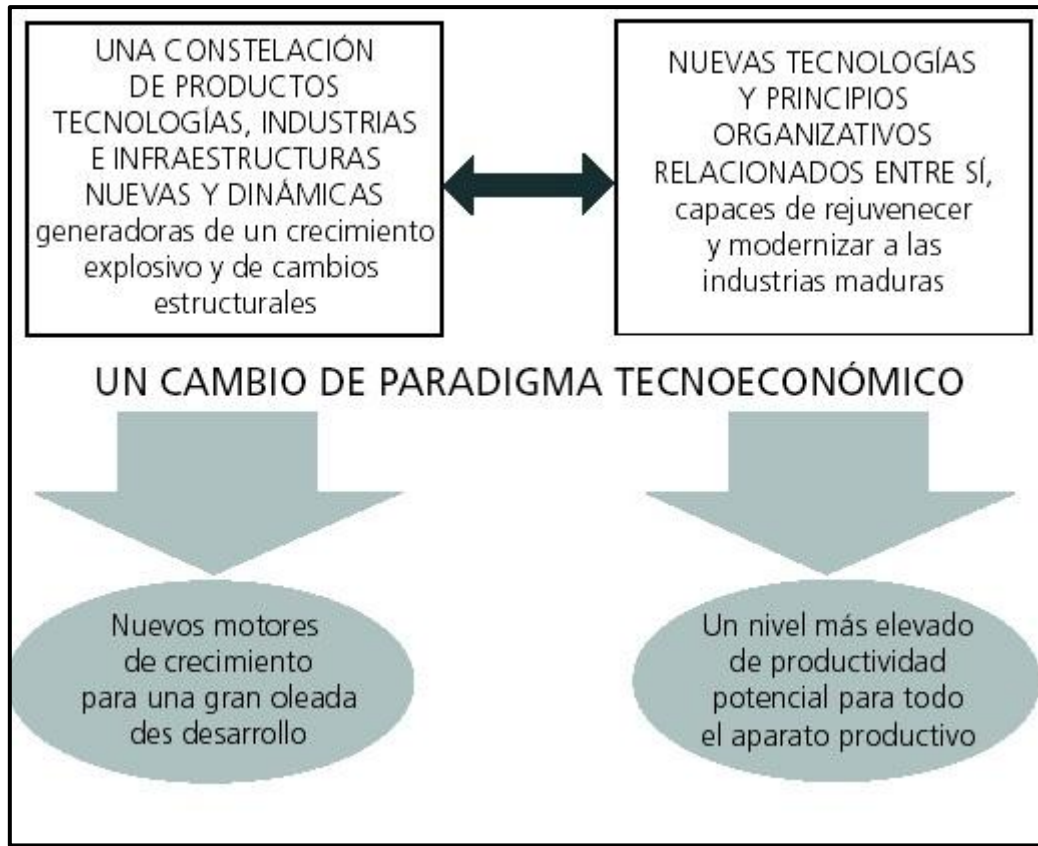 UNA CONSTELACIÓN
DE PRODUCTOS
TECNOLOGÍAS, INDUSTRIAS
E INFRAESTRUCTURAS
NUEVAS Y DINÁMICAS
generadoras de un crecimiento
explosivo y de cambios
estructurales
NUEVAS TECNOLOGÍAS
Y PRINCIPIOS
ORGANIZATIVOS
RELACIONADOS ENTRE SÍ,
capaces de rejuvenecer
y modernizar a las
industrias maduras
UN CAMBIO DE PARADIGMA TECNOECONÓMICO
Nuevos motores
de crecimiento
para una gran oleada
des desarrollo
Un nivel más elevado
de productividad
potencial para todo
el aparato productivo